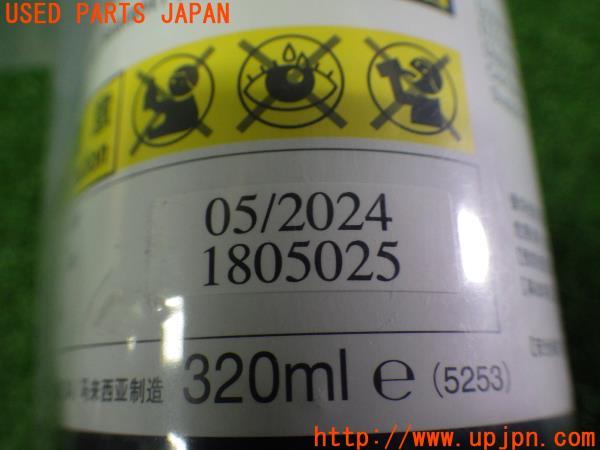 USED PARTS JAPAN
05/2024
1805025
马来西亚制造 320ml e (5253)
http://www.upjpn.com/